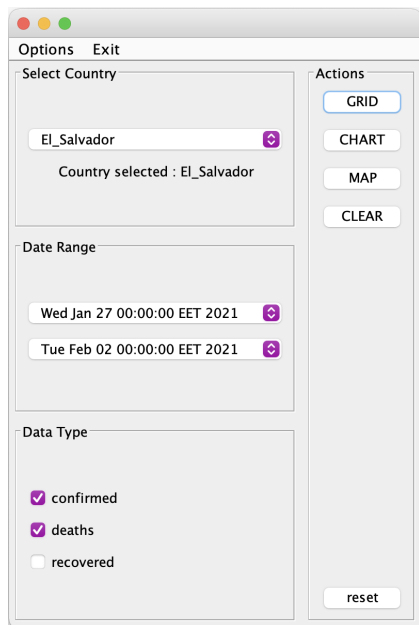 Options Exit
Select Country
El_Salvador
Country selected : El_Salvador
Date Range
Wed Jan 27 00:00:00 EET 2021
Tue Feb 02 00:00:00 EET 2021
Data Type
confirmed
deaths
recovered
Actions
GRID
CHART
MAP
CLEAR
reset